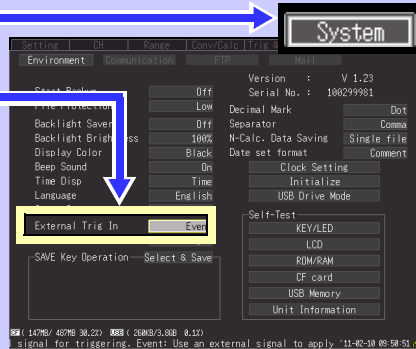 System
Setting CH Range Conv/Calc Trig &
Environment Communication FTP Mail
Version : V 1.23
Serial No. : 100299981
Start Backup Off
File Protection Low
Backlight Saver Off
Backlight Brightness 100%
Display Color Black
Beep Sound On
Time Disp Time
Language English
External Trig In Even
SAVE Key Operation Select & Save
Decimal Mark Dot
Separator Comma
N-Calc. Data Saving Single file
Date set format Comment
Clock Setting
Initialize
USB Drive Mode
Self-Test
KEY/LED
LCD
ROM/RAM
CF card
USB Memory
Unit Information
CF ( 147MB/ 487MB 30.2%) USB ( 260KB/3.8GB 0.1%)
signal for triggering. Event: Use an external signal to apply '11-02-10 09:50:51